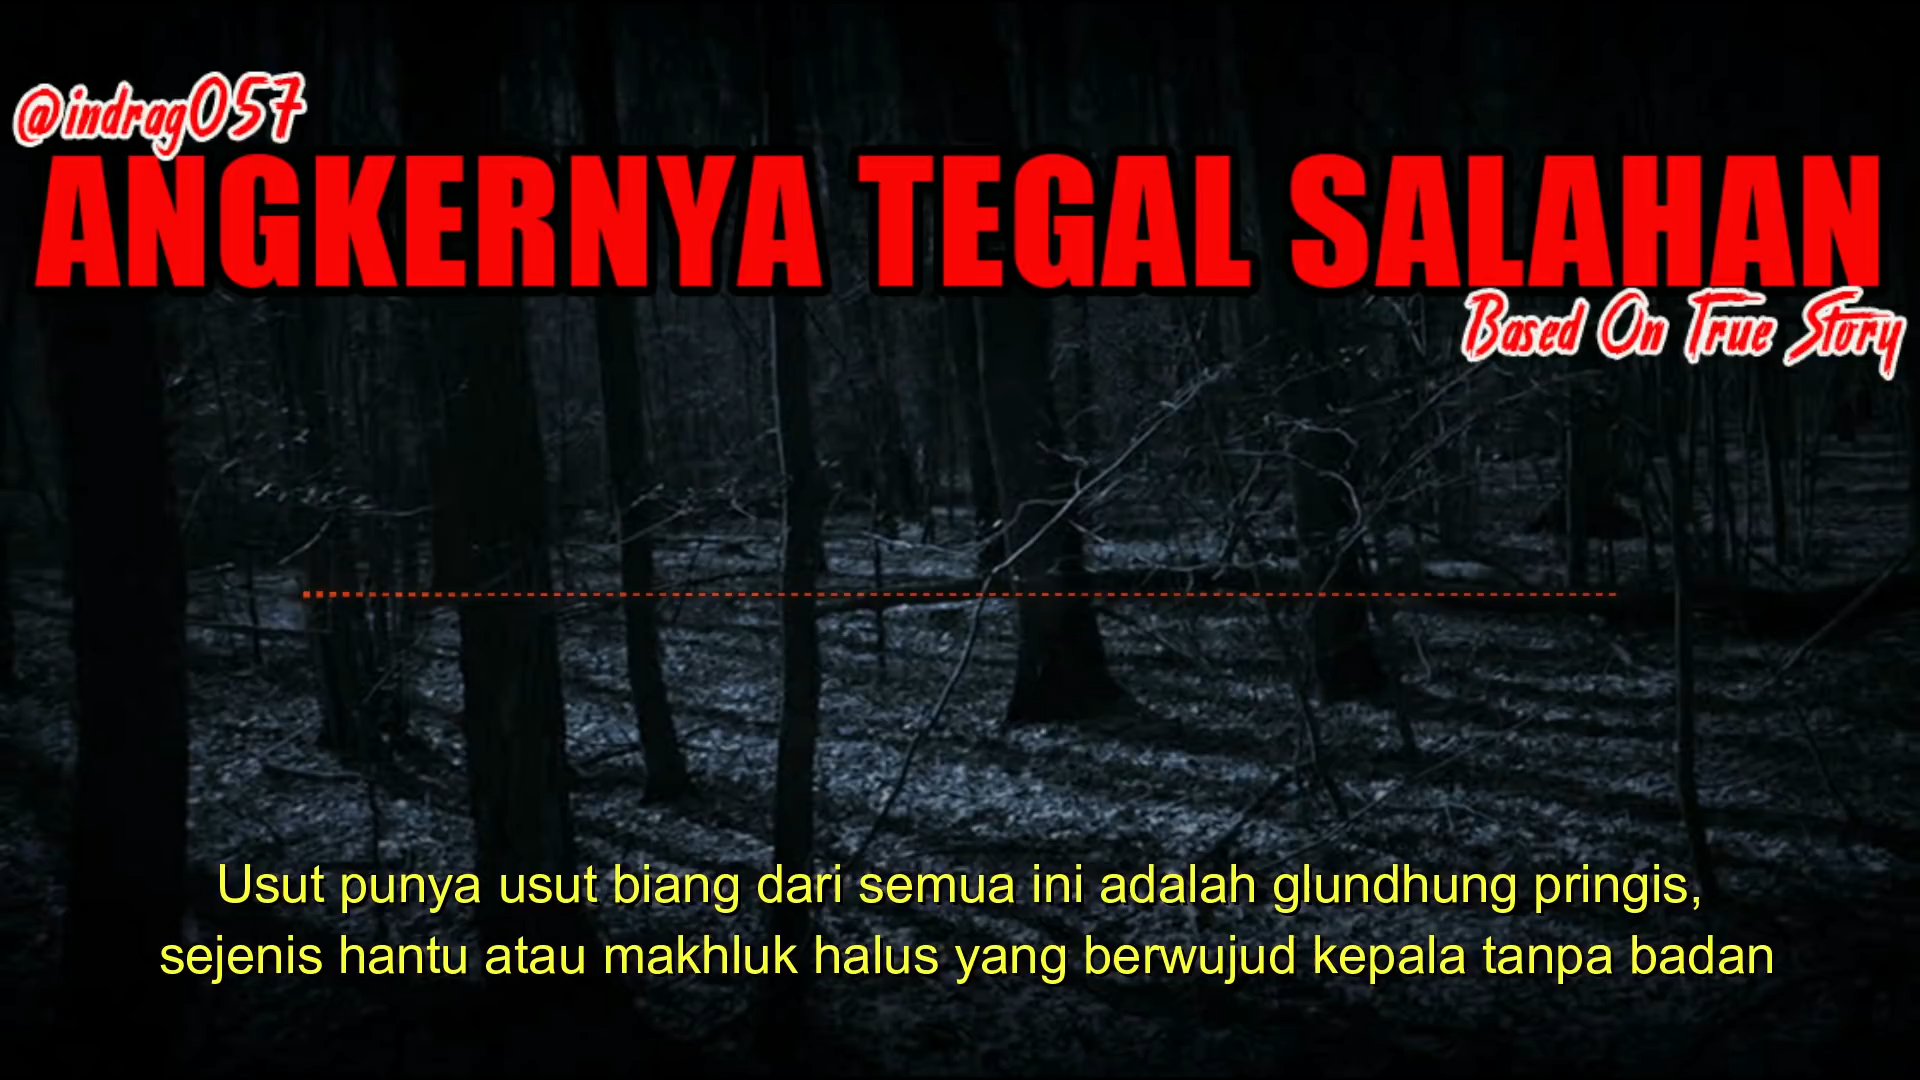 @indrag057
ANGKERNYA TEGAL SALAHAN
Based On True Story
Usut punya usut biang dari semua ini adalah glundhung pringis,
sejenis hantu atau makhluk halus yang berwujud kepala tanpa badan